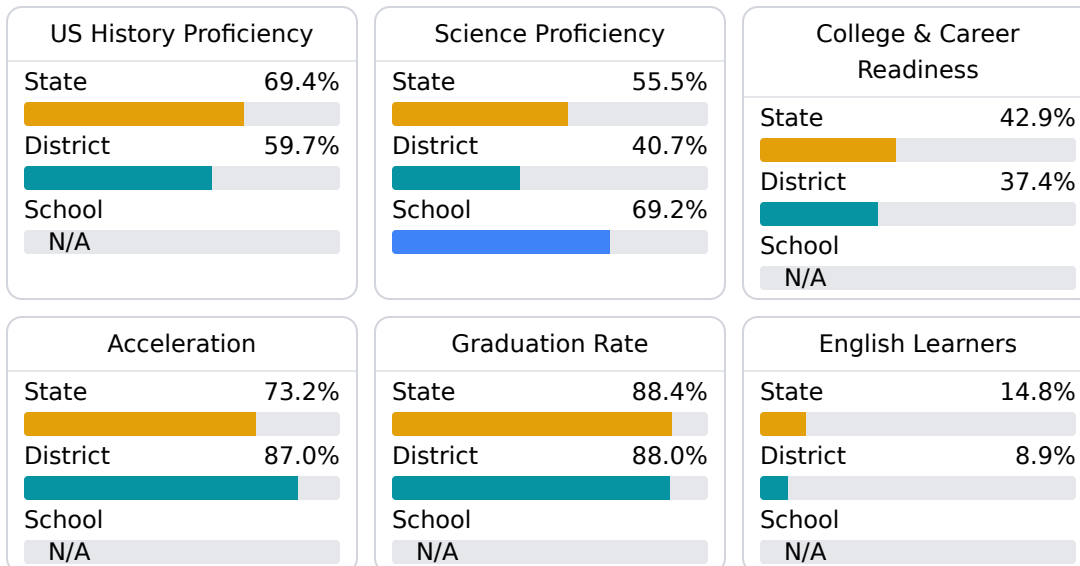 US History Proficiency
State 69.4%
District 59.7%
School
N/A
Science Proficiency
State 55.5%
District 40.7%
School 69.2%
College & Career
Readiness
State 42.9%
District 37.4%
School
N/A
Acceleration
State 73.2%
District 87.0%
School
N/A
Graduation Rate
State 88.4%
District 88.0%
School
N/A
English Learners
State 14.8%
District 8.9%
School
N/A